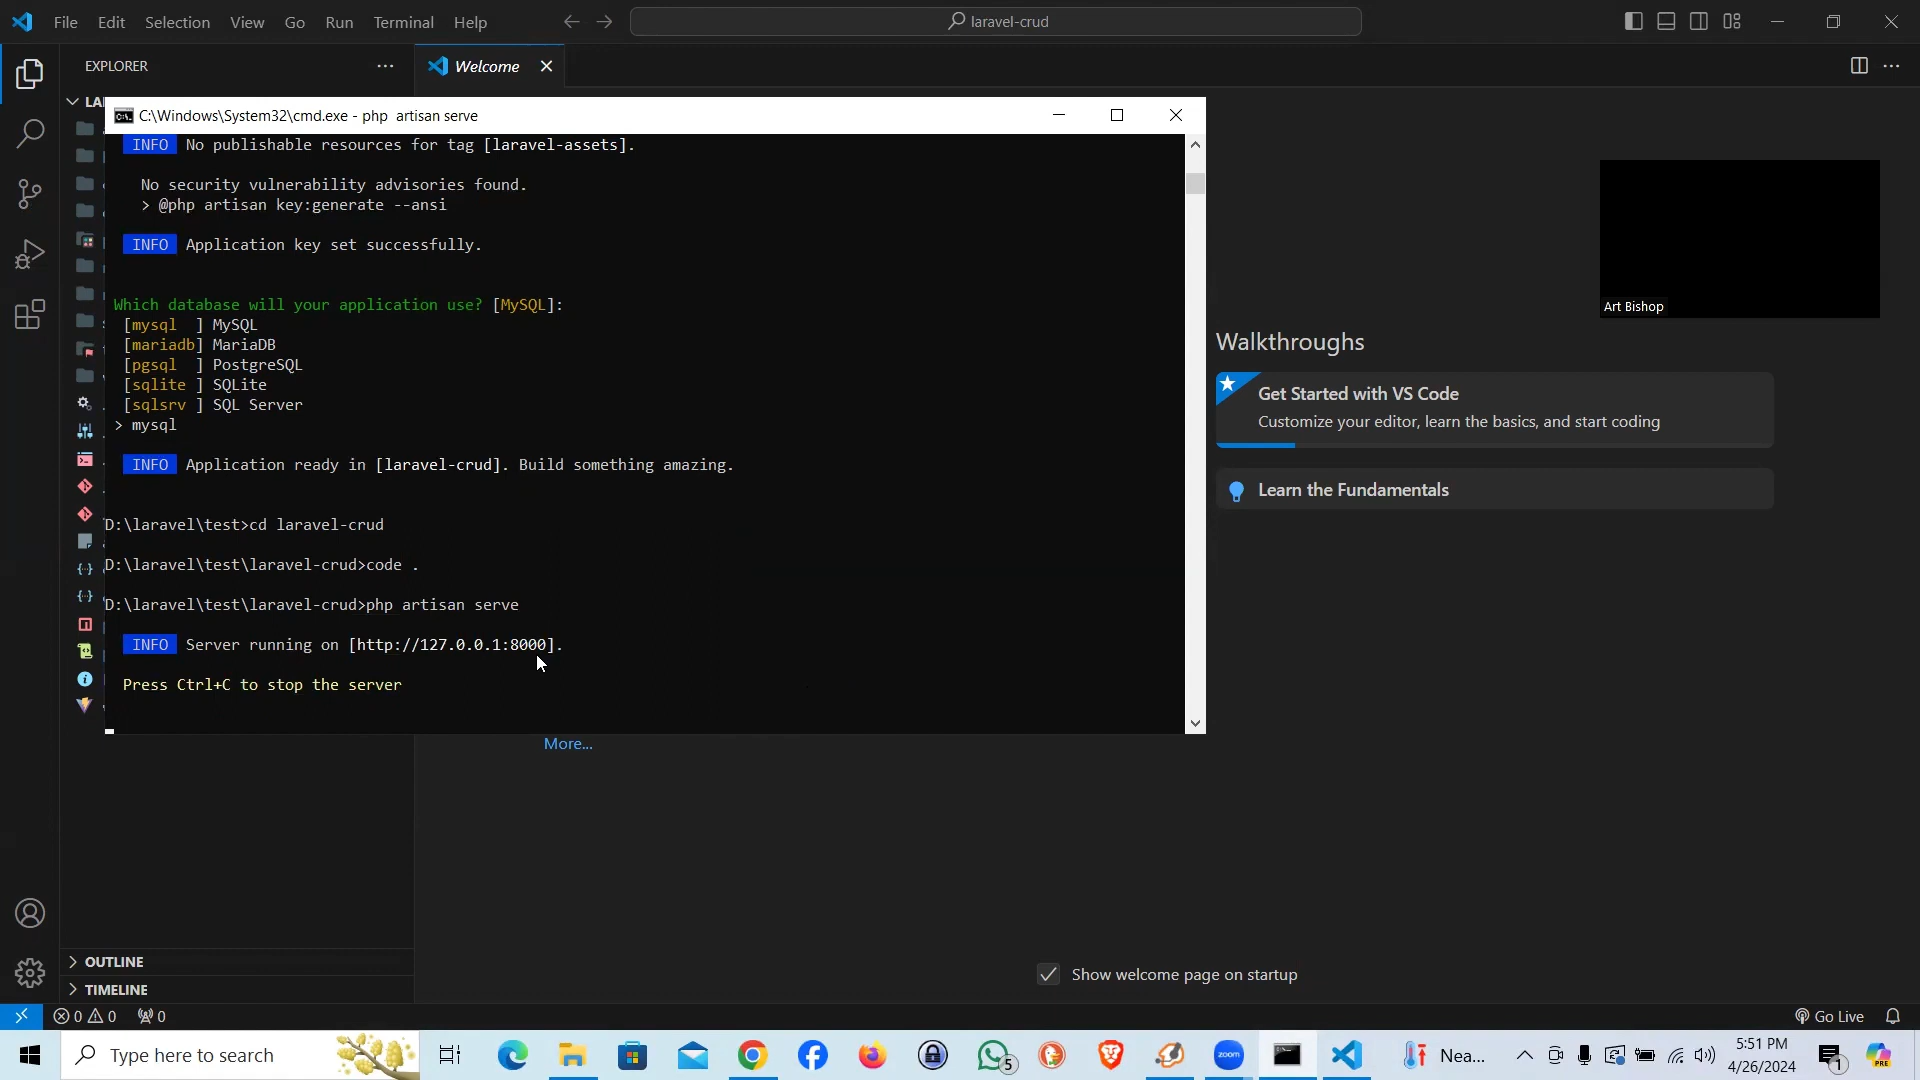 File Edit Selection View Go Run Terminal Help
laravel-crud
EXPLORER
Welcome
C:\Windows\System32\cmd.exe - php  artisan serve
INFO No publishable resources for tag [laravel-assets].
No security vulnerability advisories found.
> @php artisan key:generate --ansi
INFO Application key set successfully.
Which database will your application use? [MySQL]:
[mysql  ] MySQL
[mariadb] MariaDB
[pgsql  ] PostgreSQL
[sqlite ] SQLite
[sqlsrv ] SQL Server
> mysql
INFO Application ready in [laravel-crud]. Build something amazing.
D:\laravel\test>cd laravel-crud
D:\laravel\test\laravel-crud>code .
D:\laravel\test\laravel-crud>php artisan serve
INFO Server running on [http://127.0.0.1:8000].
Press Ctrl+C to stop the server
Art Bishop
Walkthroughs
Get Started with VS Code
Customize your editor, learn the basics, and start coding
Learn the Fundamentals
More...
Show welcome page on startup
OUTLINE
TIMELINE
0 0 0
Go Live
Type here to search
zoom
5
Nea...
5:51 PM
4/26/2024
1
PRE